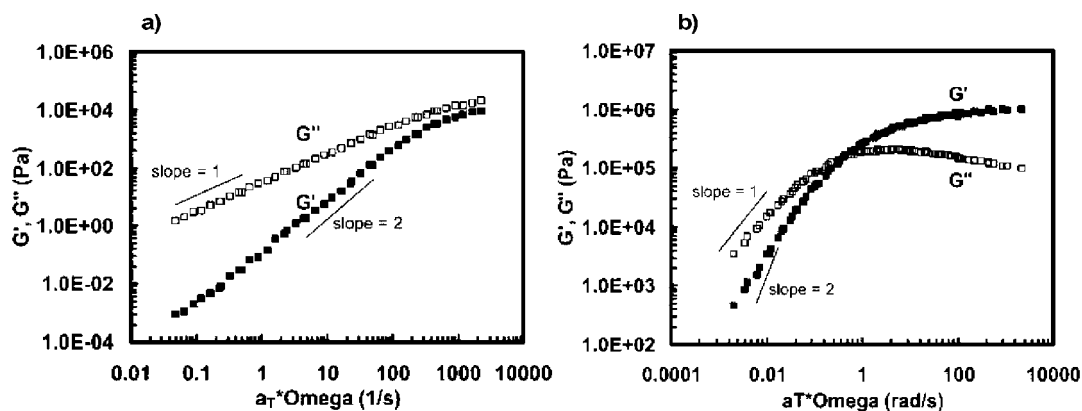 a)
1.0E+06
1.0E+04
1.0E+02
1.0E+00
1.0E-02
1.0E-04
G', G'' (Pa)
G''
slope = 1
G'
slope = 2
0.01 0.1 1 10 100 1000 10000
aT*Omega (1/s)
b)
1.0E+07
1.0E+06
1.0E+05
1.0E+04
1.0E+03
1.0E+02
G', G'' (Pa)
G'
G''
slope = 1
slope = 2
0.0001 0.01 1 100 10000
aT*Omega (rad/s)